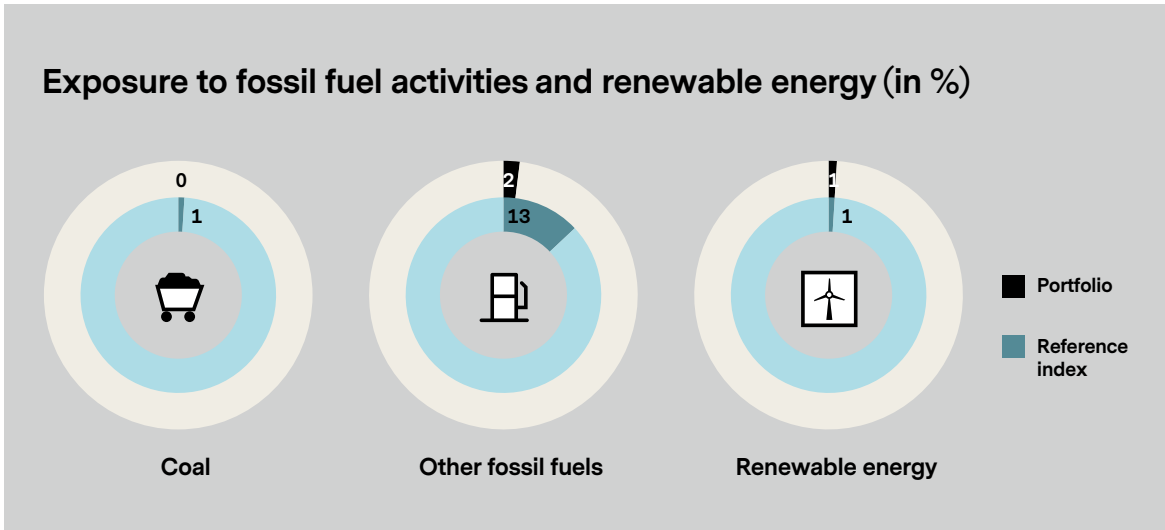 Exposure to fossil fuel activities and renewable energy (in %)
0
1
2
13
1
1
Portfolio
Reference
index
Coal
Other fossil fuels
Renewable energy